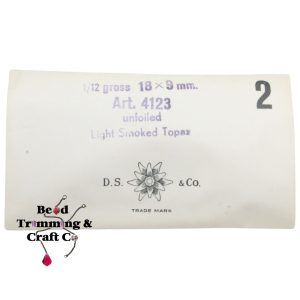 1/12 gross 18 x 9 mm.
Art. 4123
unfoiled
Light Smoked Topaz
2
D.S. & Co.
TRADE MARK
Bead
Trimming &
Craft Co